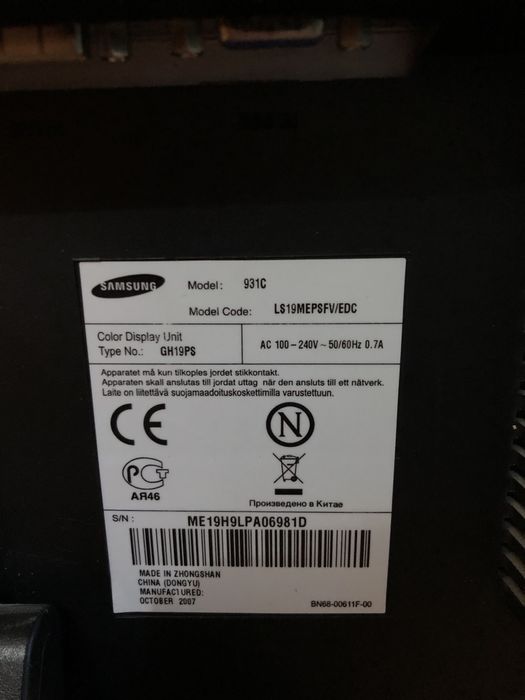 SAMSUNG
Model: 931C
Model Code: LS19MEPSFV/EDC
Color Display Unit
Type No.: GH19PS
AC 100-240V~50/60Hz 0.7A
Apparatet må kun tilkoples jordet stikkontakt.
Apparaten skall anslutas till jordat uttag när den ansluts till ett nätverk.
Laite on liitettävä suojamaadoituskoskettimilla varustettuun.
CE
N
РСТ
АЯ46
Произведено в Китае
S/N: ME19H9LPA06981D
MADE IN ZHONGSHAN
CHINA (DONGYU)
MANUFACTURED:
OCTOBER 2007
BN68-00611F-00